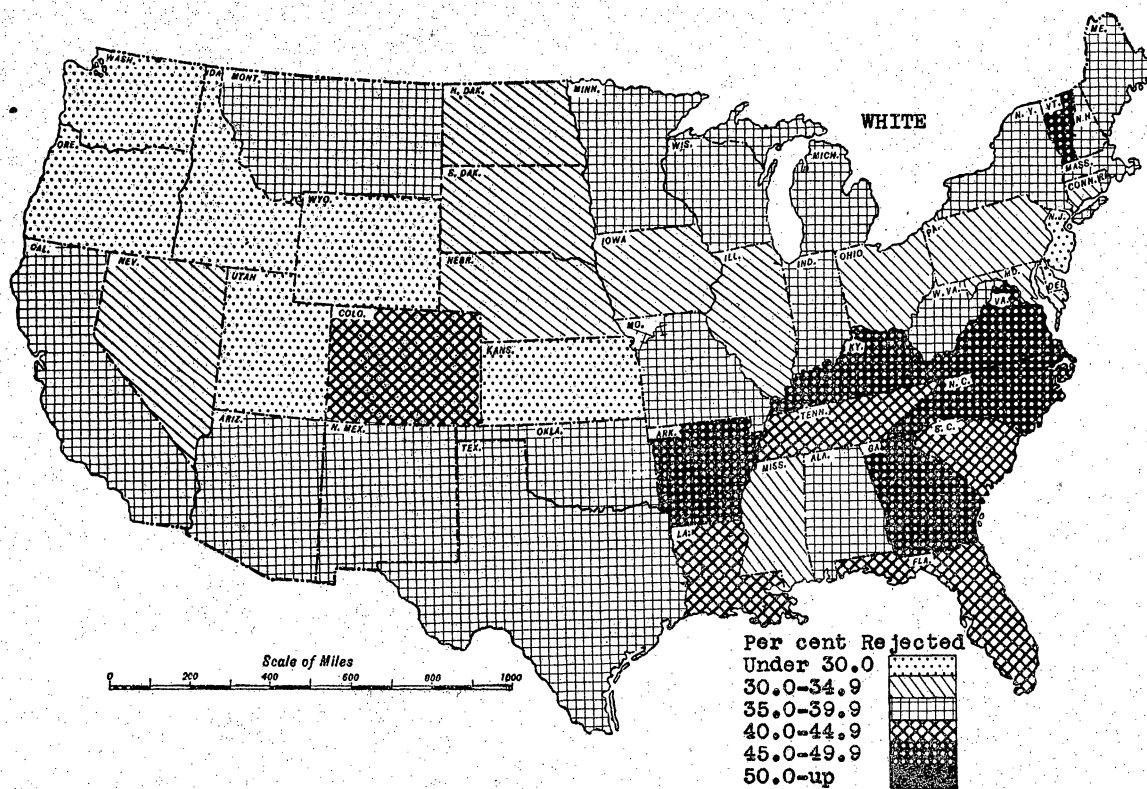 WHITE
WASH.
ORE.
IDA.
MONT.
WYO.
CAL.
NEV.
UTAH
COLO.
ARIZ.
N. MEX.
N. DAK.
S. DAK.
NEBR.
KANS.
OKLA.
TEX.
MINN.
IOWA
MO.
ARK.
LA.
WIS.
ILL.
MICH.
IND.
OHIO
KY.
TENN.
MISS.
ALA.
GA.
FLA.
S. C.
N. C.
VA.
W. VA.
MD.
DEL.
PA.
N. J.
N. Y.
CONN.
R.I.
MASS.
VT.
N.H.
ME.
Scale of Miles
0 200 400 600 800 1000
Per cent Rejected
Under 30.0
30.0-34.9
35.0-39.9
40.0-44.9
45.0-49.9
50.0-up